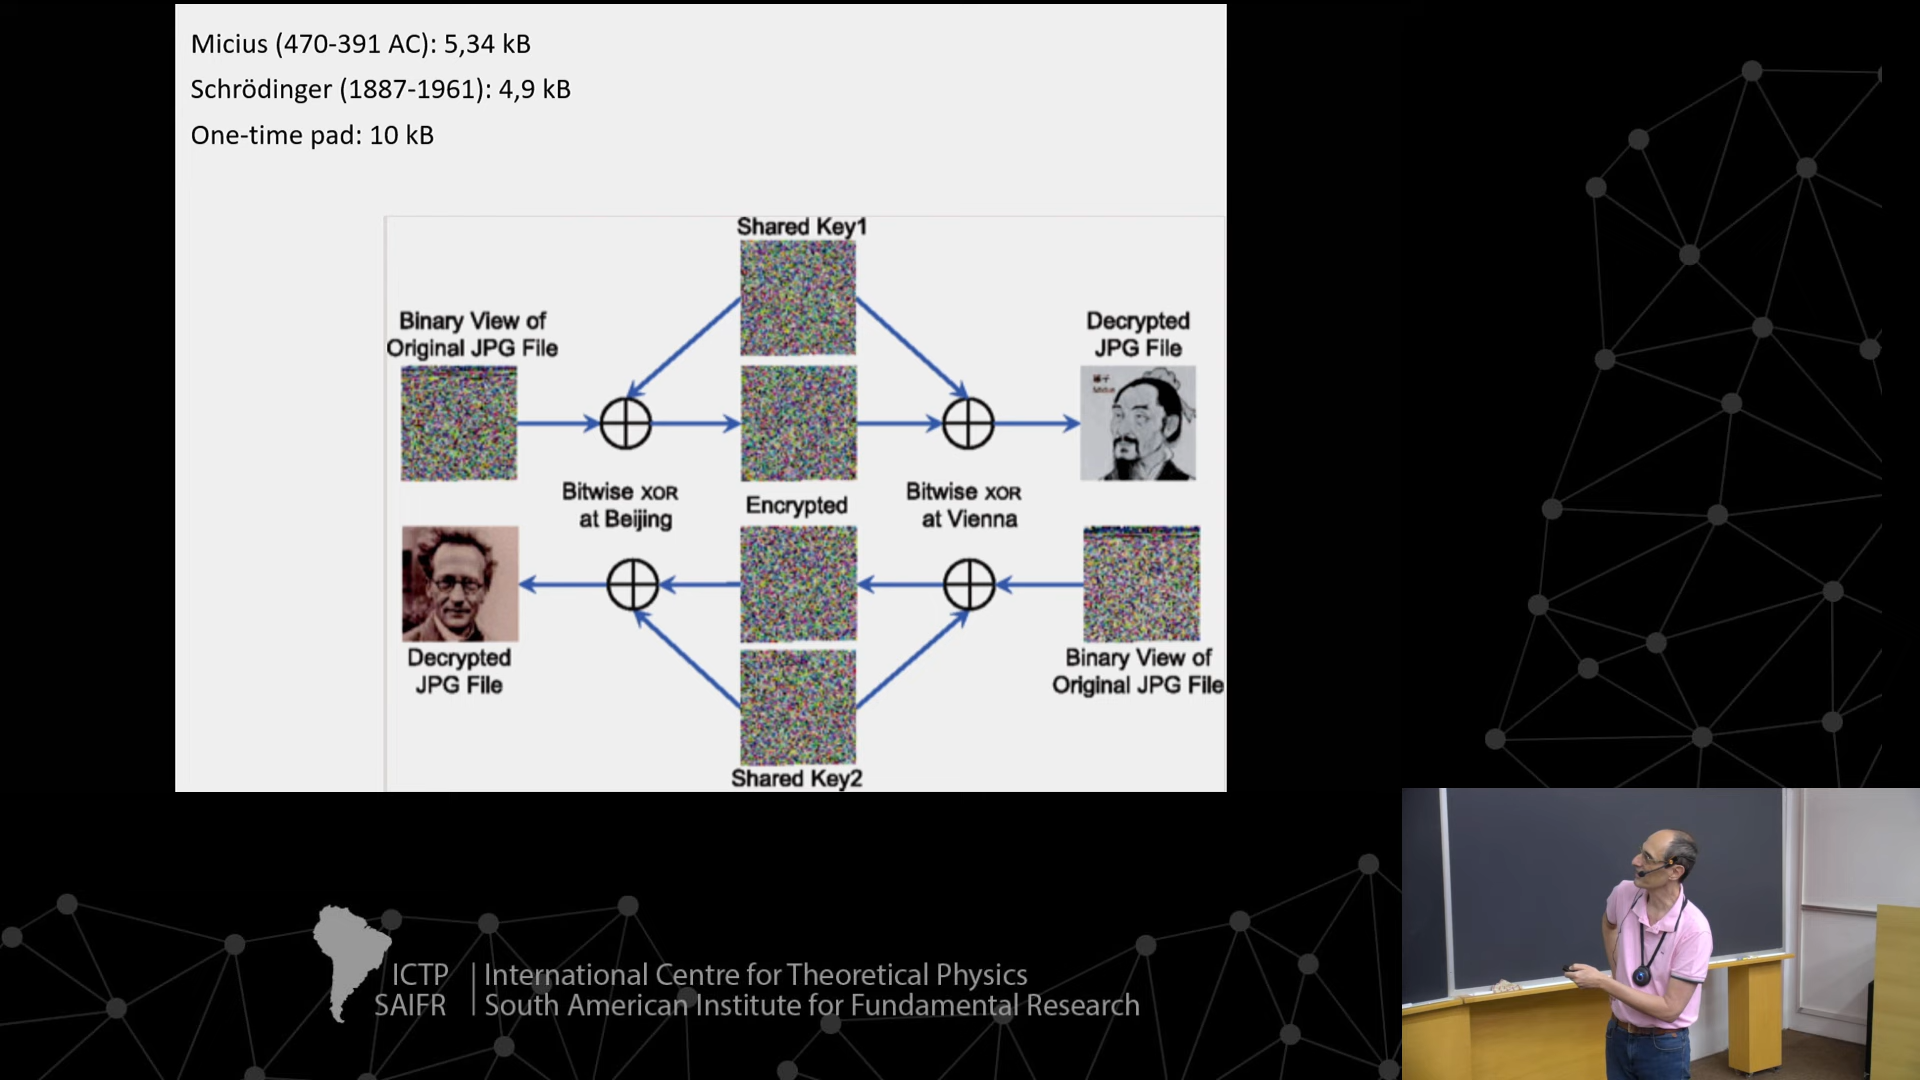 Micius (470-391 AC): 5,34 kB
Schrödinger (1887-1961): 4,9 kB
One-time pad: 10 kB
Shared Key1
Binary View of
Original JPG File
Decrypted
JPG File
Bitwise XOR
at Beijing
Encrypted
Bitwise XOR
at Vienna
Decrypted
JPG File
Binary View of
Original JPG File
Shared Key2
ICTP
SAIFR
International Centre for Theoretical Physics
South American Institute for Fundamental Research